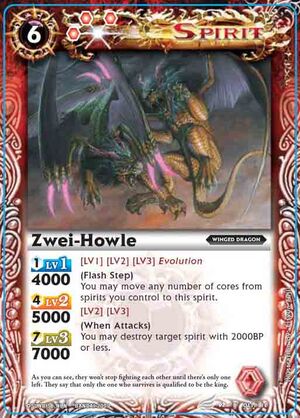 6
SPIRIT
Zwei-Howle
WINGED DRAGON
1 LV1
4000
4 LV2
5000
7 LV3
7000
[LV1] [LV2] [LV3] Evolution
(Flash Step)
You may move any number of cores from
spirits you control to this spirit.
[LV2] [LV3]
(When Attacks)
You may destroy target spirit with 2000BP
or less.
As you can see, they won't stop fighting each other until there's only one
left. They say that only the one who survives is qualified to be the king.